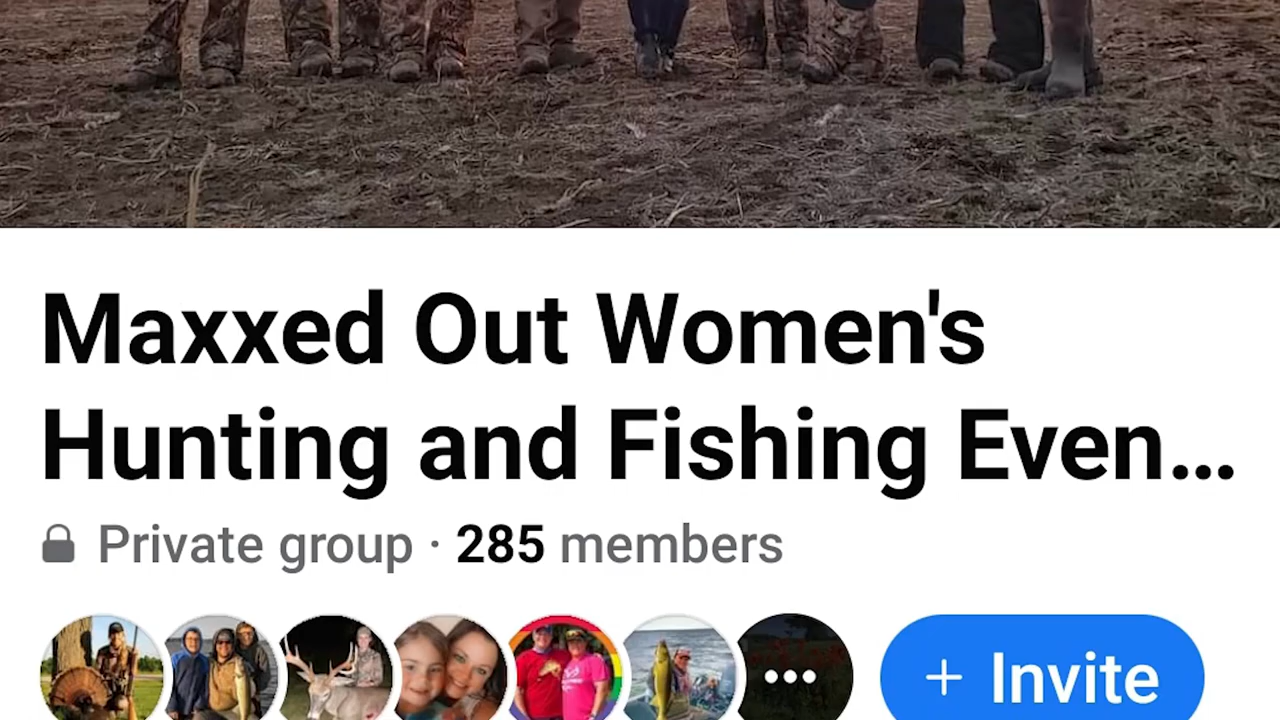 Maxxed Out Women's
Hunting and Fishing Even...
Private group · 285 members
+ Invite